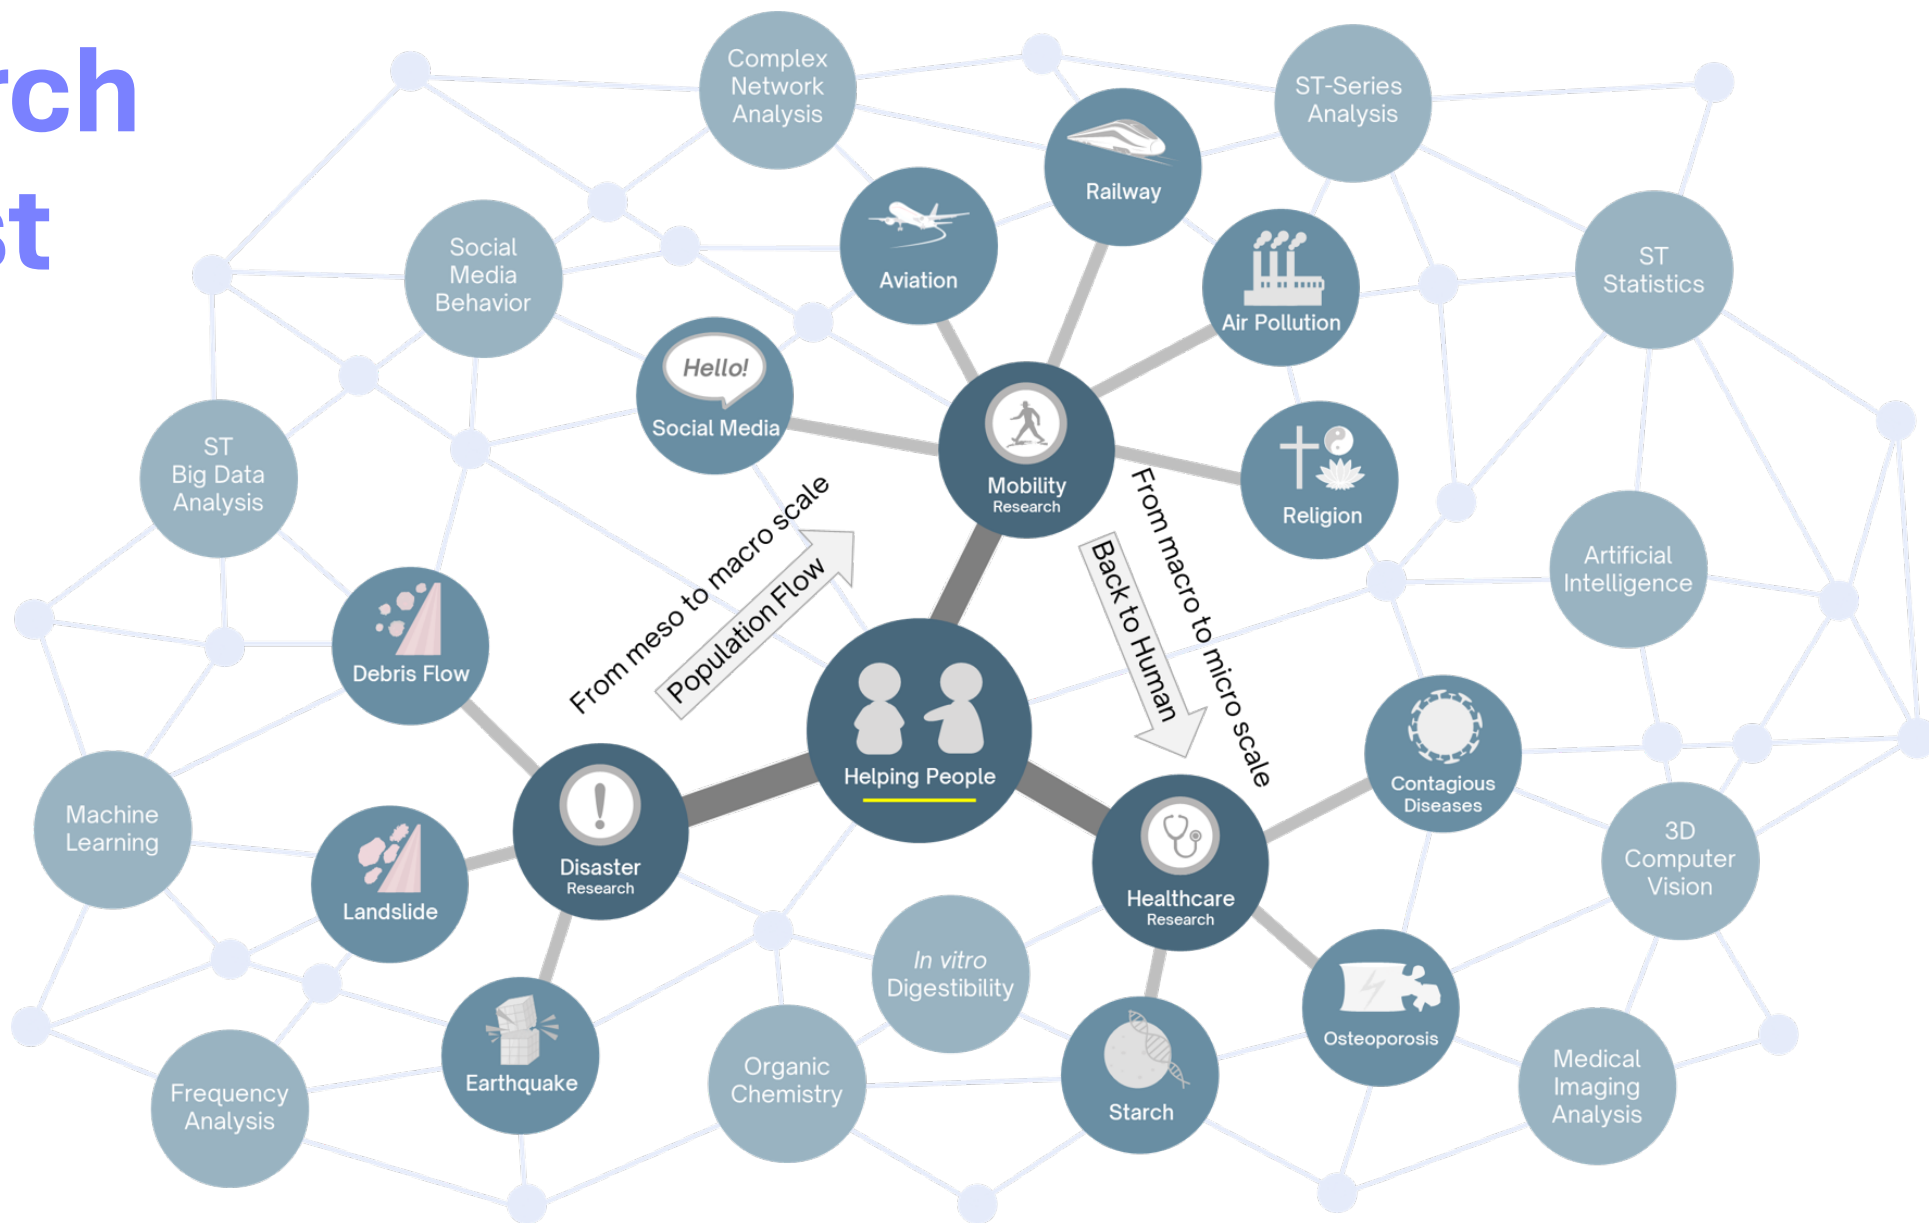 rch
st
Complex
Network
Analysis
ST-Series
Analysis
Railway
Social
Media
Behavior
Aviation
Air Pollution
ST
Statistics
Hello!
Social Media
Mobility
Research
Religion
ST
Big Data
Analysis
From meso to macro scale
Population Flow
From macro to micro scale
Back to Human
Artificial
Intelligence
Debris Flow
Helping People
Contagious
Diseases
Machine
Learning
Disaster
Research
Landslide
Healthcare
Research
3D
Computer
Vision
In vitro
Digestibility
Osteoporosis
Earthquake
Frequency
Analysis
Organic
Chemistry
Starch
Medical
Imaging
Analysis